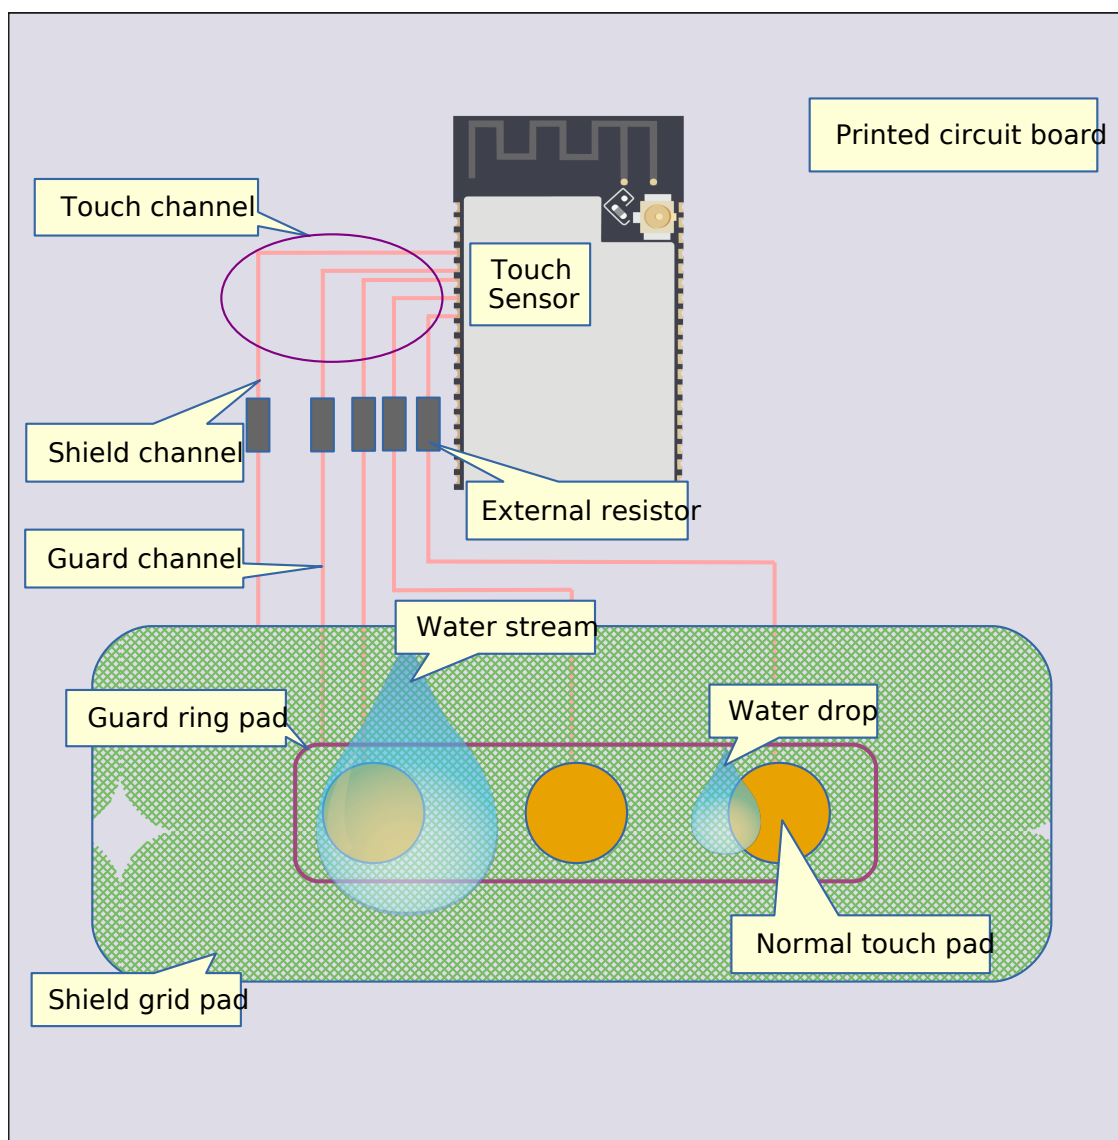 Printed circuit board
Touch channel
Touch
Sensor
Shield channel
External resistor
Guard channel
Water stream
Guard ring pad
Water drop
Normal touch pad
Shield grid pad